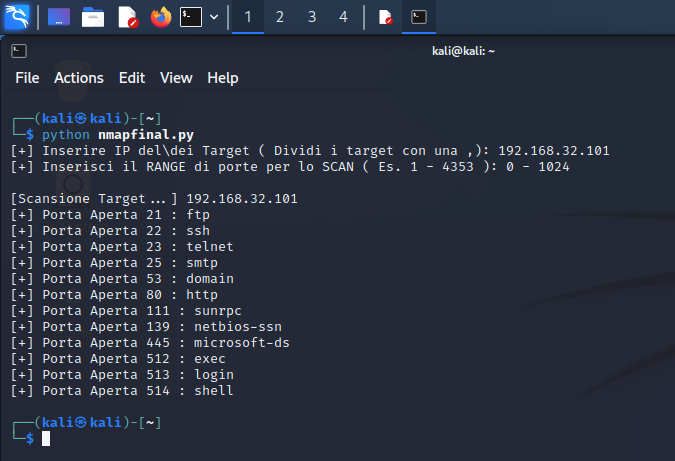 1 2 3 4
kali@kali: ~
File Actions Edit View Help
┌──(kali㉿kali)-[~]
└─$ python nmapfinal.py
[+] Inserire IP del\dei Target ( Dividi i target con una ,): 192.168.32.101
[+] Inserisci il RANGE di porte per lo SCAN ( Es. 1 - 4353 ): 0 - 1024
[Scansione Target...] 192.168.32.101
[+] Porta Aperta 21 : ftp
[+] Porta Aperta 22 : ssh
[+] Porta Aperta 23 : telnet
[+] Porta Aperta 25 : smtp
[+] Porta Aperta 53 : domain
[+] Porta Aperta 80 : http
[+] Porta Aperta 111 : sunrpc
[+] Porta Aperta 139 : netbios-ssn
[+] Porta Aperta 445 : microsoft-ds
[+] Porta Aperta 512 : exec
[+] Porta Aperta 513 : login
[+] Porta Aperta 514 : shell
┌──(kali㉿kali)-[~]
└─$